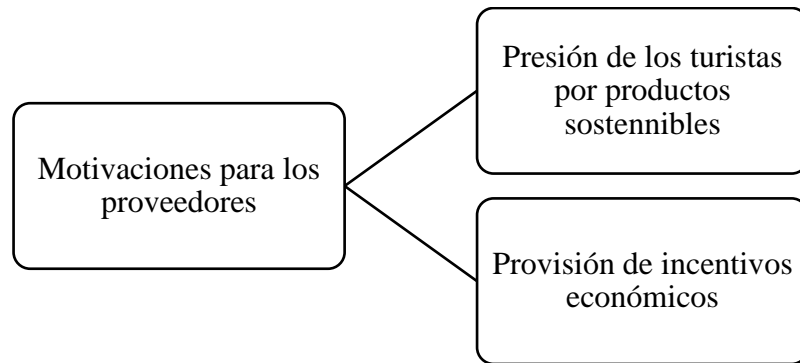 Motivaciones para los
proveedores
Presión de los turistas
por productos
sostennibles
Provisión de incentivos
económicos